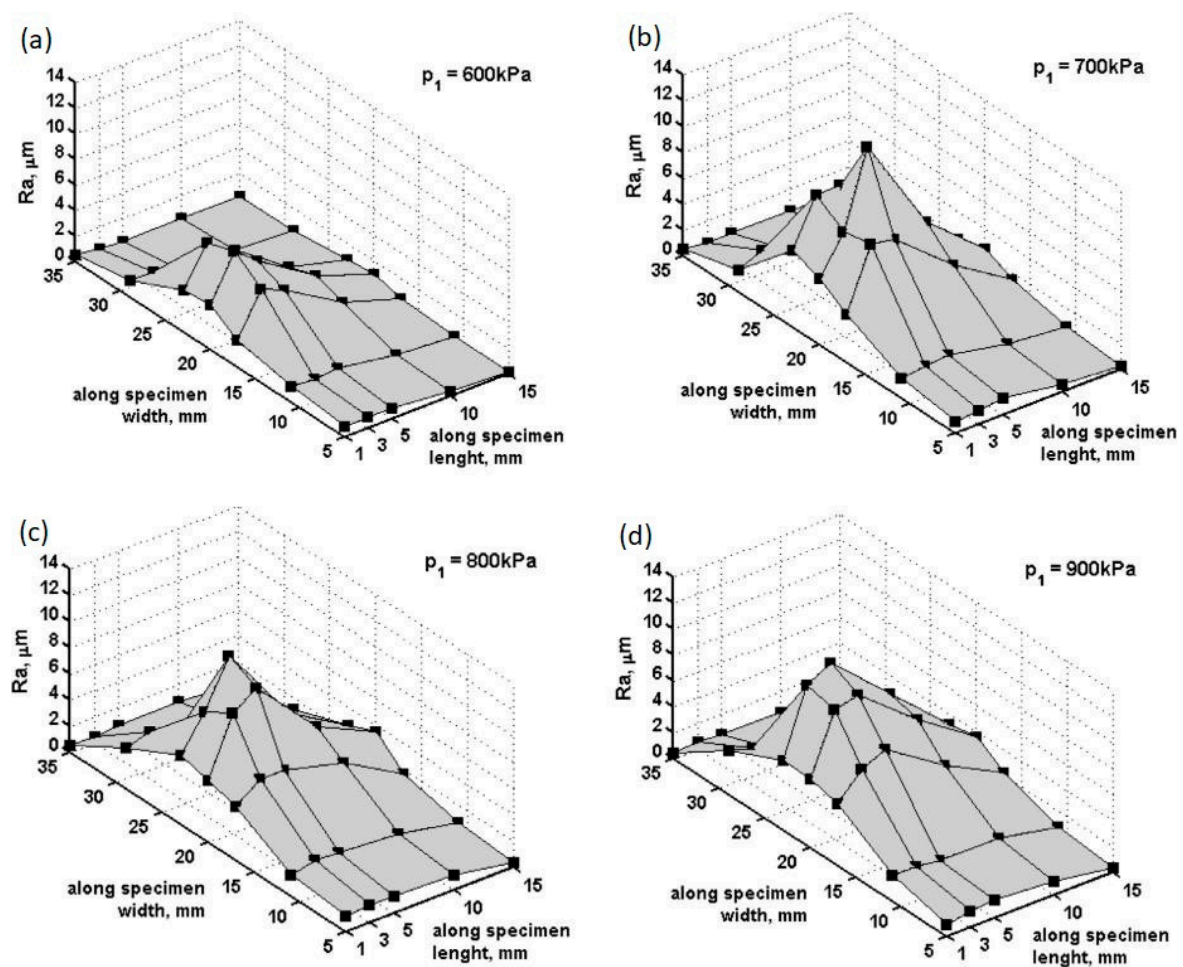 (a)
p1 = 600kPa
14
12
10
8
6
4
2
0
Ra, μm
35
30
25
20
15
10
5
along specimen
width, mm
1
3
5
10
15
along specimen
lenght, mm
(b)
p1 = 700kPa
14
12
10
8
6
4
2
0
Ra, μm
35
30
25
20
15
10
5
along specimen
width, mm
1
3
5
10
15
along specimen
lenght, mm
(c)
p1 = 800kPa
14
12
10
8
6
4
2
0
Ra, μm
35
30
25
20
15
10
5
along specimen
width, mm
1
3
5
10
15
along specimen
lenght, mm
(d)
p1 = 900kPa
14
12
10
8
6
4
2
0
Ra, μm
35
30
25
20
15
10
5
along specimen
width, mm
1
3
5
10
15
along specimen
lenght, mm